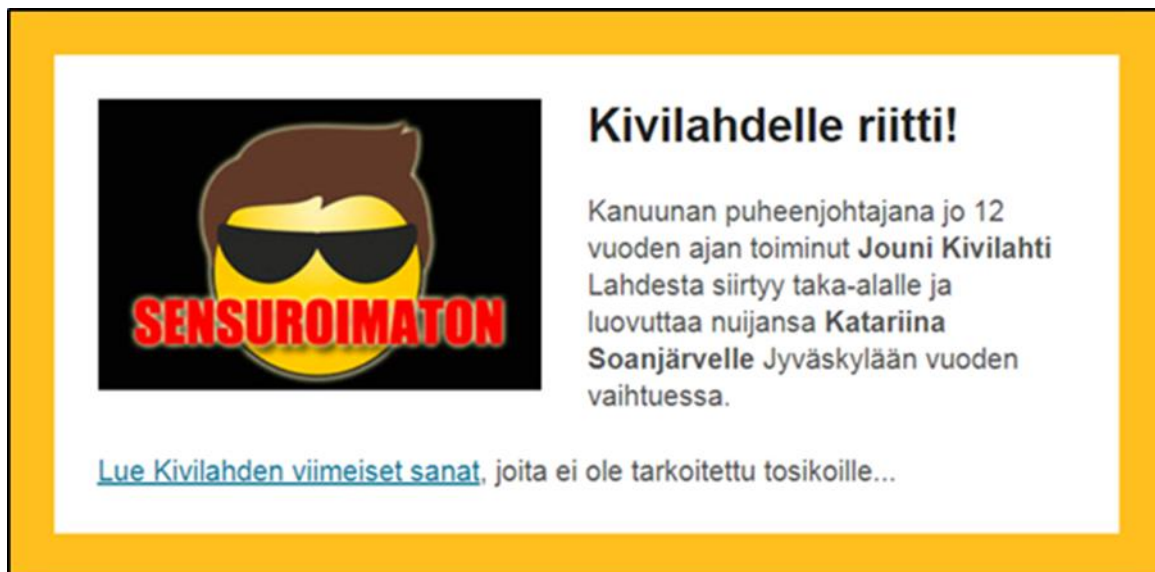 SENSUROIMATON
Kivilahdelle riitti!
Kanuunan puheenjohtajana jo 12
vuoden ajan toiminut Jouni Kivilahti
Lahdesta siirtyy taka-alalle ja
luovuttaa nuijansa Katariina
Soanjärvelle Jyväskylään vuoden
vaihtuessa.
Lue Kivilahden viimeiset sanat, joita ei ole tarkoitettu tosikoille...